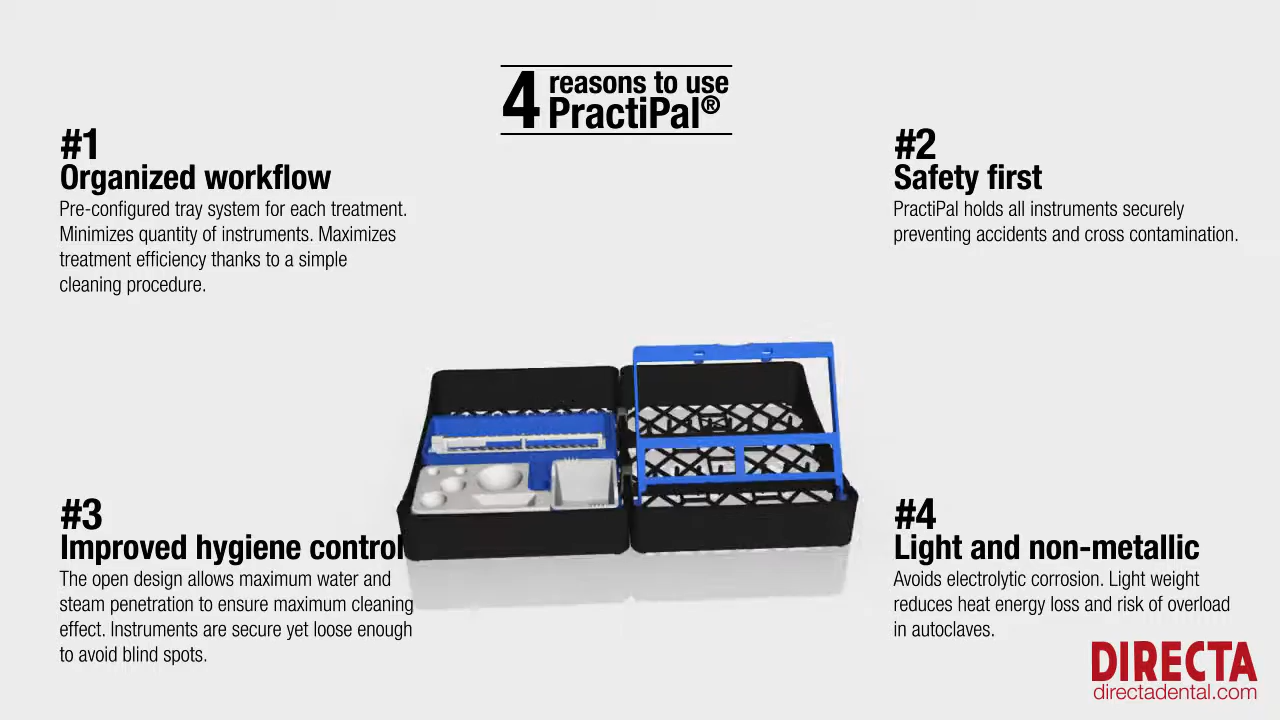 4 reasons to use
PractiPal®
#1
Organized workflow
Pre-configured tray system for each treatment.
Minimizes quantity of instruments. Maximizes
treatment efficiency thanks to a simple
cleaning procedure.
#2
Safety first
PractiPal holds all instruments securely
preventing accidents and cross contamination.
#3
Improved hygiene control
The open design allows maximum water and
steam penetration to ensure maximum cleaning
effect. Instruments are secure yet loose enough
to avoid blind spots.
#4
Light and non-metallic
Avoids electrolytic corrosion. Light weight
reduces heat energy loss and risk of overload
in autoclaves.
DIRECTA
directadental.com